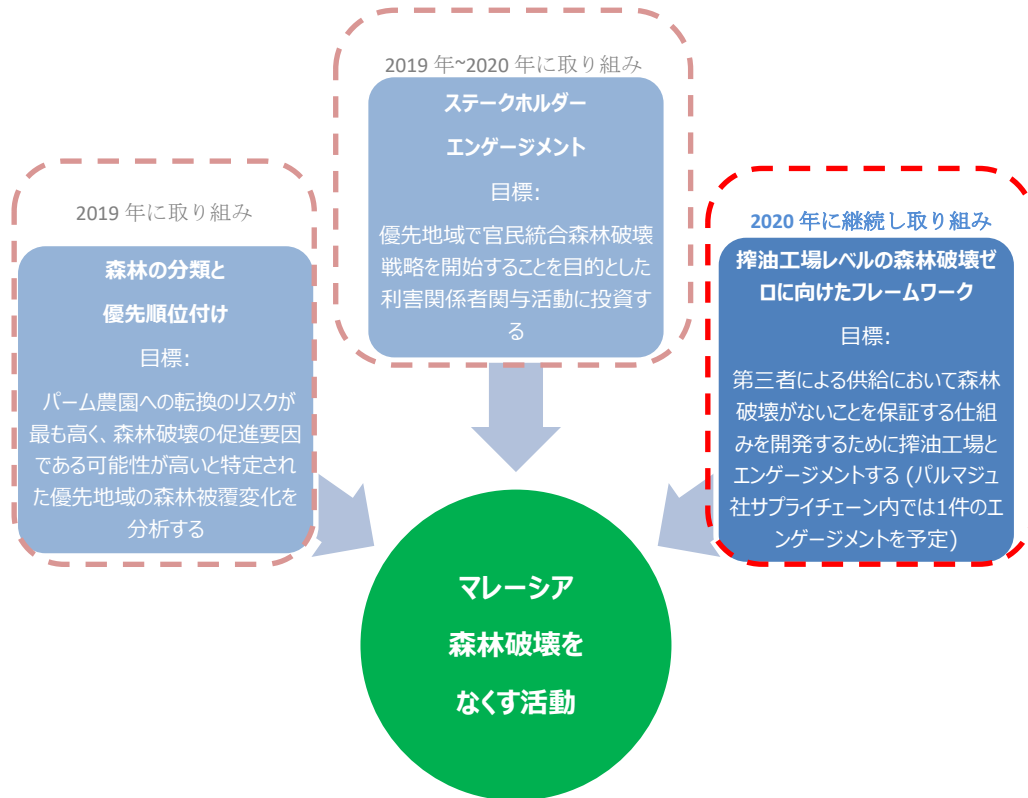 2019 年に取り組み
森林の分類と
優先順位付け
目標:
パーム農園への転換のリスクが
最も高く、森林破壊の促進要因
である可能性が高いと特定され
た優先地域の森林被覆変化を
分析する
2019 年~2020 年に取り組み
ステークホルダー
エンゲージメント
目標:
優先地域で官民統合森林破壊
戦略を開始することを目的とした
利害関係者関与活動に投資す
る
2020 年に継続し取り組み
搾油工場レベルの森林破壊ゼ
ロに向けたフレームワーク
目標:
第三者による供給において森林
破壊がないことを保証する仕組
みを開発するために搾油工場と
エンゲージメントする (パルマジュ
社サプライチェーン内では1件のエ
ンゲージメントを予定)
マレーシア
森林破壊を
なくす活動